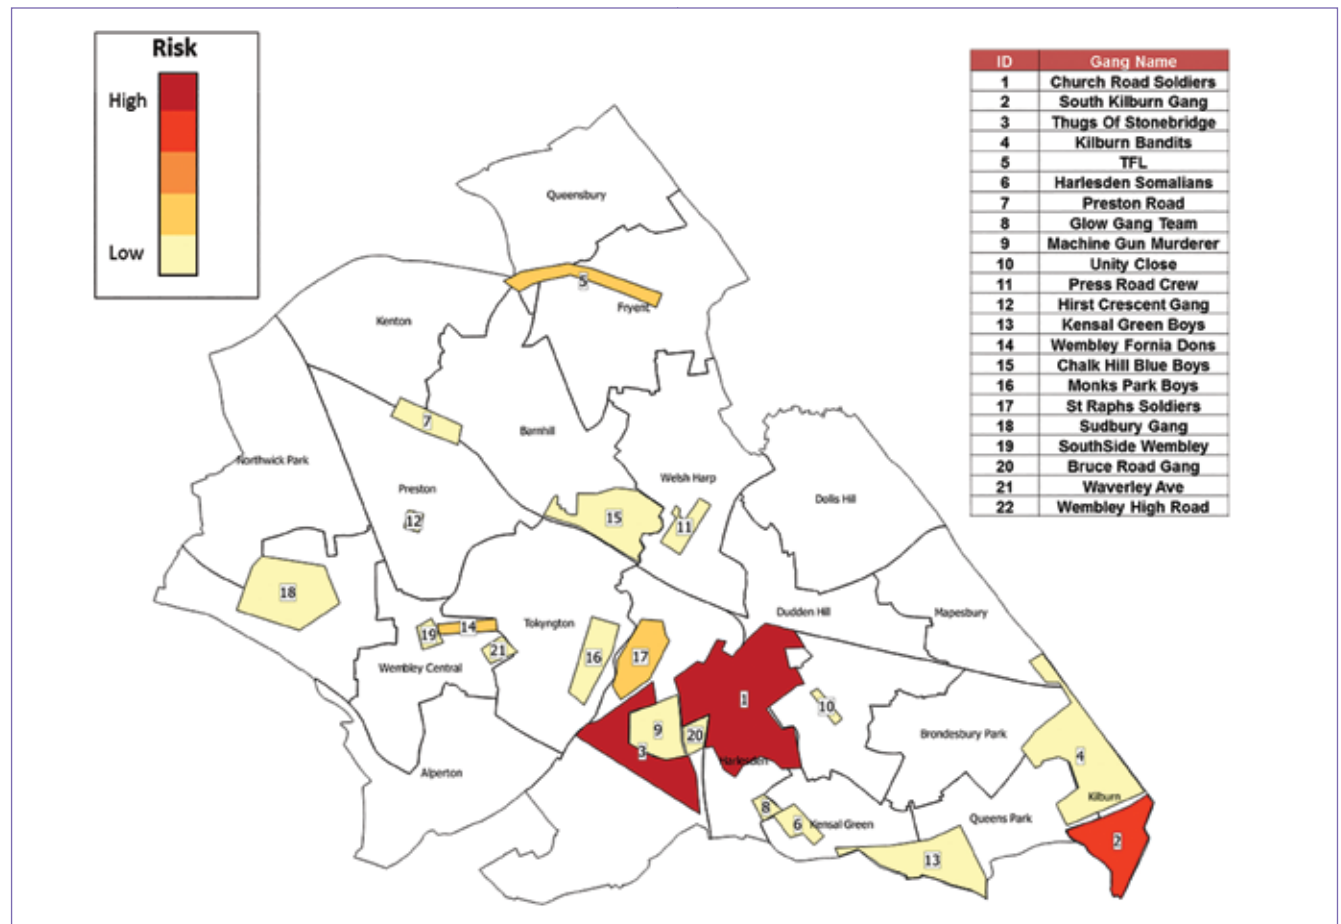 Risk
High
Low
ID Gang Name
1 Church Road Soldiers
2 South Kilburn Gang
3 Thugs Of Stonebridge
4 Kilburn Bandits
5 TFL
6 Harlesden Somalians
7 Preston Road
8 Glow Gang Team
9 Machine Gun Murderer
10 Unity Close
11 Press Road Crew
12 Hirst Crescent Gang
13 Kensal Green Boys
14 Wembley Fornia Dons
15 Chalk Hill Blue Boys
16 Monks Park Boys
17 St Raphs Soldiers
18 Sudbury Gang
19 SouthSide Wembley
20 Bruce Road Gang
21 Waverley Ave
22 Wembley High Road
Queensbury
5
Fryent
Kenton
7
Barnhill
Northwick Park
Preston
Welsh Harp
Dollis Hill
12
15
11
18
Dudden Hill
Mapesbury
Tokyngton
14
19
21
16
17
Wembley Central
1
10
9
20
3
Harlesden
Brondesbury Park
4
Alperton
Kilburn
8
6
Kensal Green
Queens Park
2
13